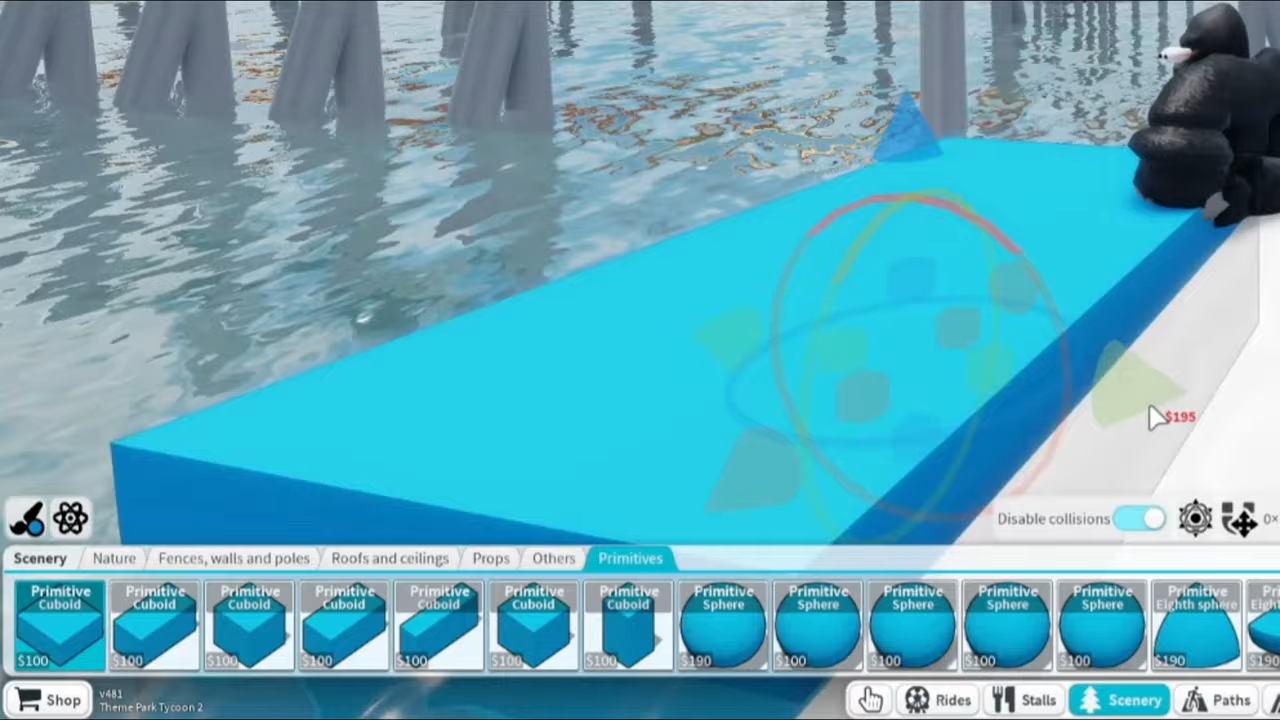 $195
Disable collisions
0×
Scenery
Nature
Fences, walls and poles
Roofs and ceilings
Props
Others
Primitives
Primitive
Cuboid
$100
Primitive
Cuboid
$100
Primitive
Cuboid
$100
Primitive
Cuboid
$100
Primitive
Cuboid
$100
Primitive
Cuboid
$100
Primitive
Cuboid
$100
Primitive
Sphere
$190
Primitive
Sphere
$100
Primitive
Sphere
$100
Primitive
Sphere
$100
Primitive
Sphere
$100
Primitive
Eighth sphere
$190
$190
Shop
v481
Theme Park Tycoon 2
Rides
Stalls
Scenery
Paths